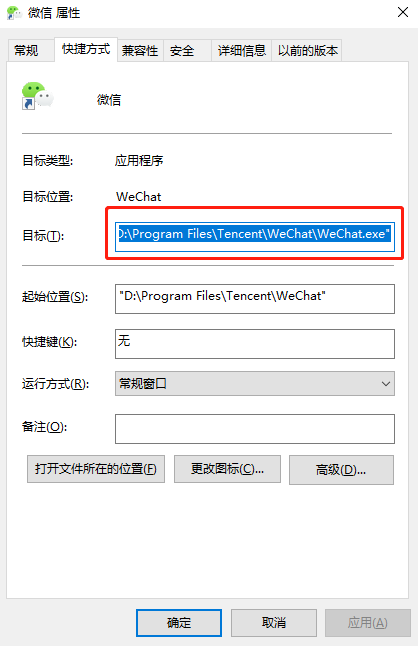 微信 属性
常规 快捷方式 兼容性 安全 详细信息 以前的版本
微信
目标类型: 应用程序
目标位置: WeChat
目标(T): D:\Program Files\Tencent\WeChat\WeChat.exe"
起始位置(S): "D:\Program Files\Tencent\WeChat"
快捷键(K): 无
运行方式(R): 常规窗口
备注(O):
打开文件所在的位置(F) 更改图标(C)... 高级(D)...
确定 取消 应用(A)